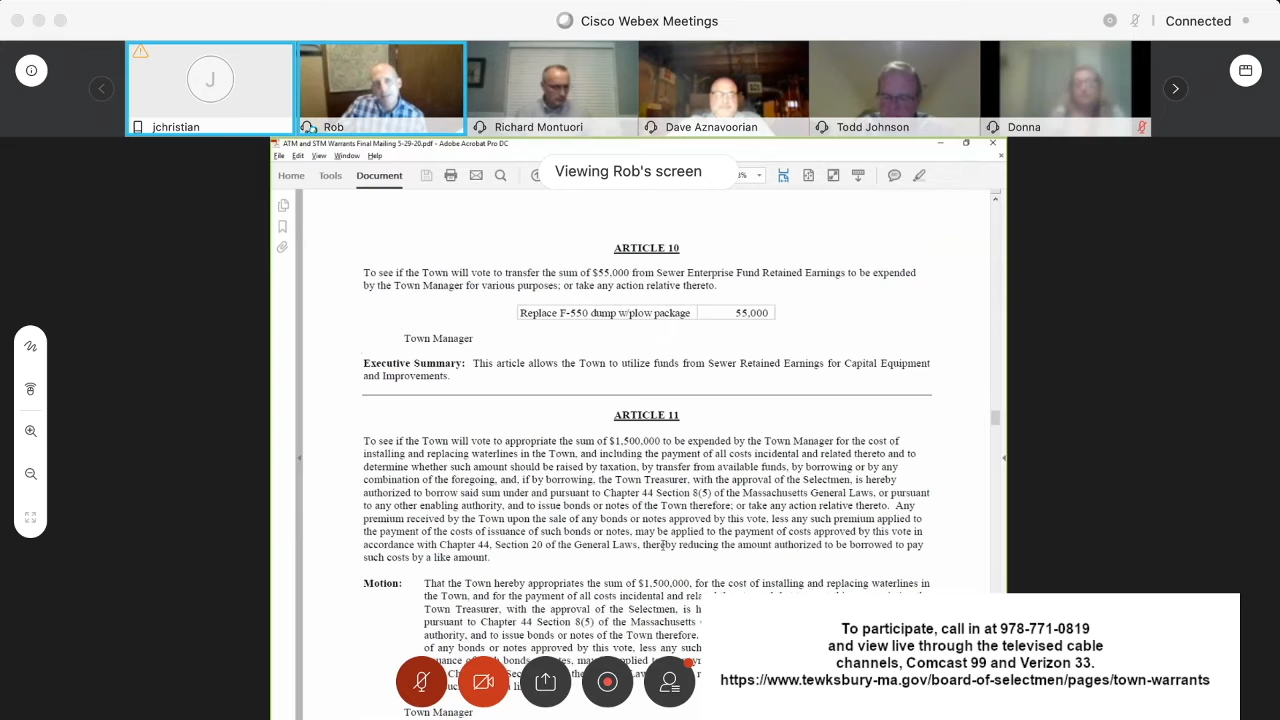 Cisco Webex Meetings
Connected
J
jchristian
Rob
Richard Montuori
Dave Aznavoorian
Todd Johnson
Donna
ATM and STM Warrants Final Mailing 5-29-20.pdf - Adobe Acrobat Pro DC
File Edit View Window Help
Viewing Rob's screen
Home Tools Document
ARTICLE 10
To see if the Town will vote to transfer the sum of $55,000 from Sewer Enterprise Fund Retained Earnings to be expended
by the Town Manager for various purposes; or take any action relative thereto.
Replace F-550 dump w/plow package 55,000
Town Manager
Executive Summary: This article allows the Town to utilize funds from Sewer Retained Earnings for Capital Equipment
and Improvements.
ARTICLE 11
To see if the Town will vote to appropriate the sum of $1,500,000 to be expended by the Town Manager for the cost of
installing and replacing waterlines in the Town, and including the payment of all costs incidental and related thereto and to
determine whether such amount should be raised by taxation, by transfer from available funds, by borrowing or by any
combination of the foregoing, and, if by borrowing, the Town Treasurer, with the approval of the Selectmen, is hereby
authorized to borrow said sum under and pursuant to Chapter 44 Section 8(5) of the Massachusetts General Laws, or pursuant
to any other enabling authority, and to issue bonds or notes of the Town therefore; or take any action relative thereto. Any
premium received by the Town upon the sale of any bonds or notes approved by this vote, less any such premium applied to
the payment of the costs of issuance of such bonds or notes, may be applied to the payment of costs approved by this vote in
accordance with Chapter 44, Section 20 of the General Laws, thereby reducing the amount authorized to be borrowed to pay
such costs by a like amount.
Motion: That the Town hereby appropriates the sum of $1,500,000, for the cost of installing and replacing waterlines in
the Town, and for the payment of all costs incidental and
Town Treasurer, with the approval of the Selectmen, is
pursuant to Chapter 44 Section 8(5) of the Massachusetts
authority, and to issue bonds or notes of the Town therefore.
of any bonds or notes approved by this vote, less any such
bonds
Town Manager
To participate, call in at 978-771-0819
and view live through the televised cable
channels, Comcast 99 and Verizon 33.
https://www.tewksbury-ma.gov/board-of-selectmen/pages/town-warrants